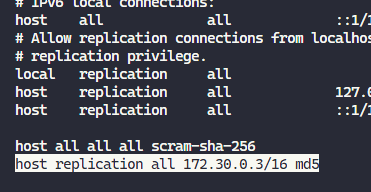 # IPv6 local connections:
host all all ::1/1
# Allow replication connections from localhos
# replication privilege.
local replication all
host replication all 127.0
host replication all ::1/1
host all all all scram-sha-256
host replication all 172.30.0.3/16 md5